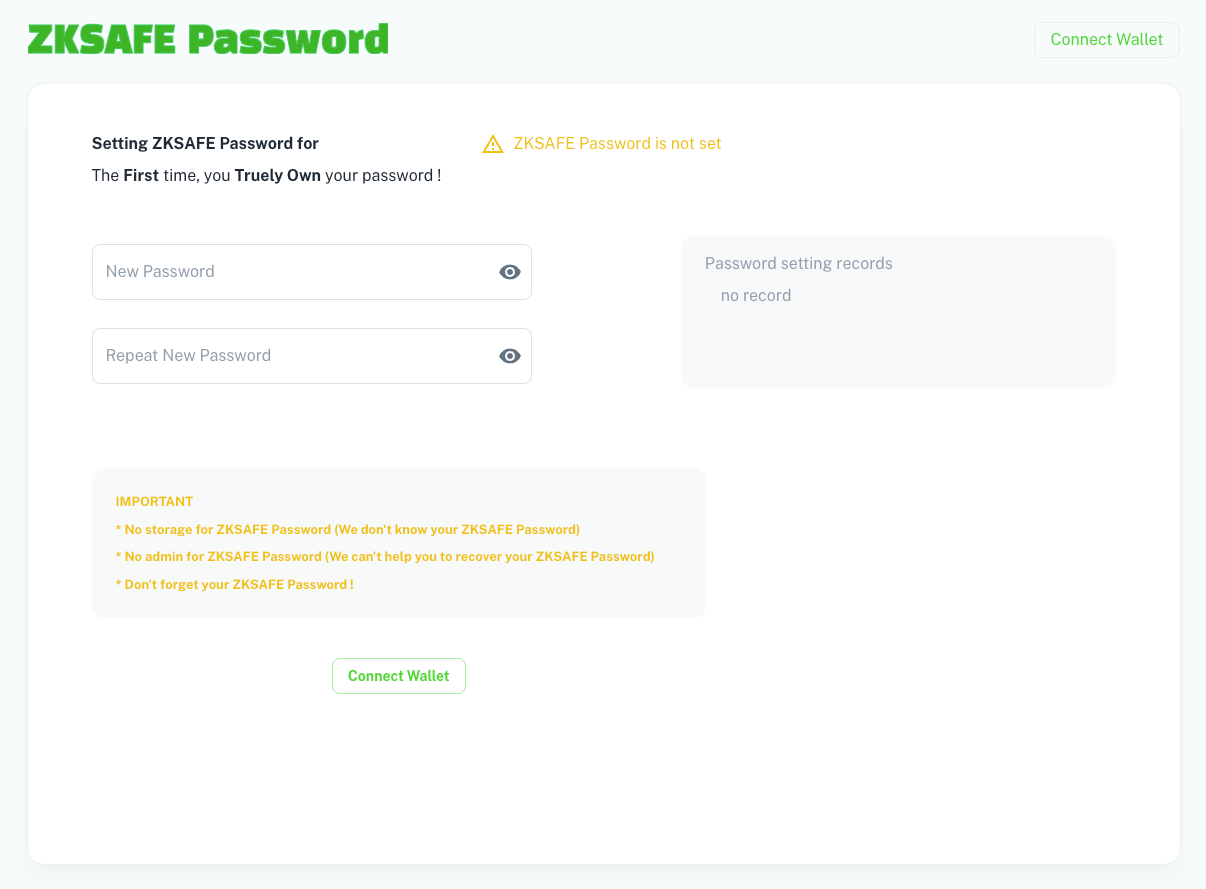 ZKSAFE Password
Connect Wallet
Setting ZKSAFE Password for
ZKSAFE Password is not set
The First time, you Truely Own your password !
New Password
Password setting records
no record
Repeat New Password
IMPORTANT
* No storage for ZKSAFE Password (We don't know your ZKSAFE Password)
* No admin for ZKSAFE Password (We can't help you to recover your ZKSAFE Password)
* Don't forget your ZKSAFE Password !
Connect Wallet